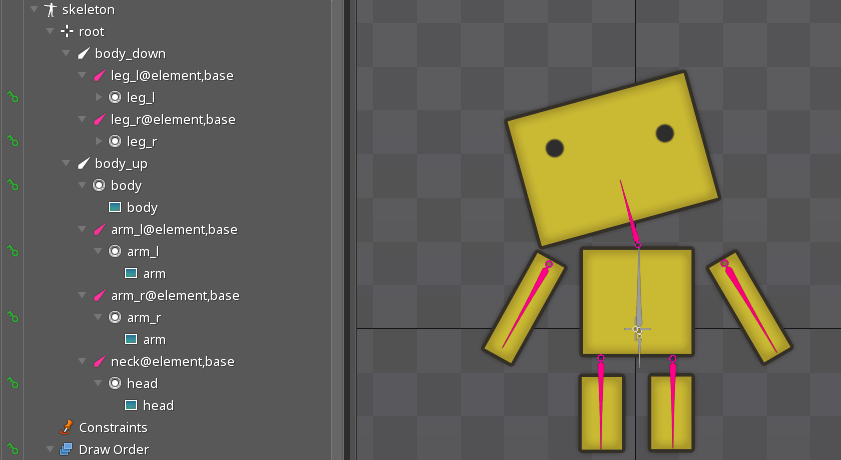 skeleton
root
body_down
leg_l@element,base
leg_l
leg_r@element,base
leg_r
body_up
body
body
arm_l@element,base
arm_l
arm
arm_r@element,base
arm_r
arm
neck@element,base
head
head
Constraints
Draw Order